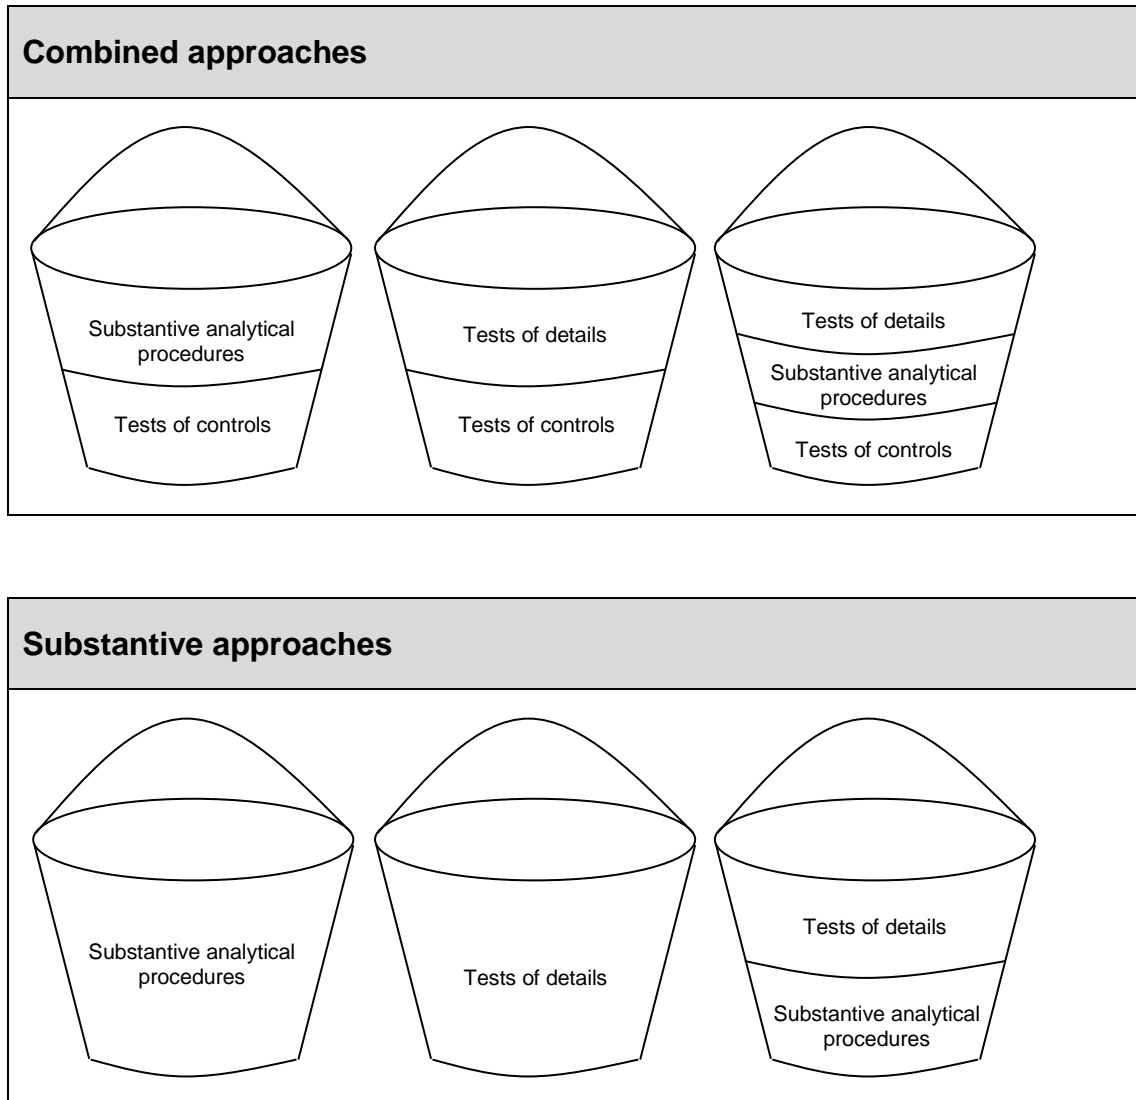 Combined approaches
Substantive analytical
procedures
Tests of controls
Tests of details
Tests of controls
Tests of details
Substantive analytical
procedures
Tests of controls
Substantive approaches
Substantive analytical
procedures
Tests of details
Tests of details
Substantive analytical
procedures